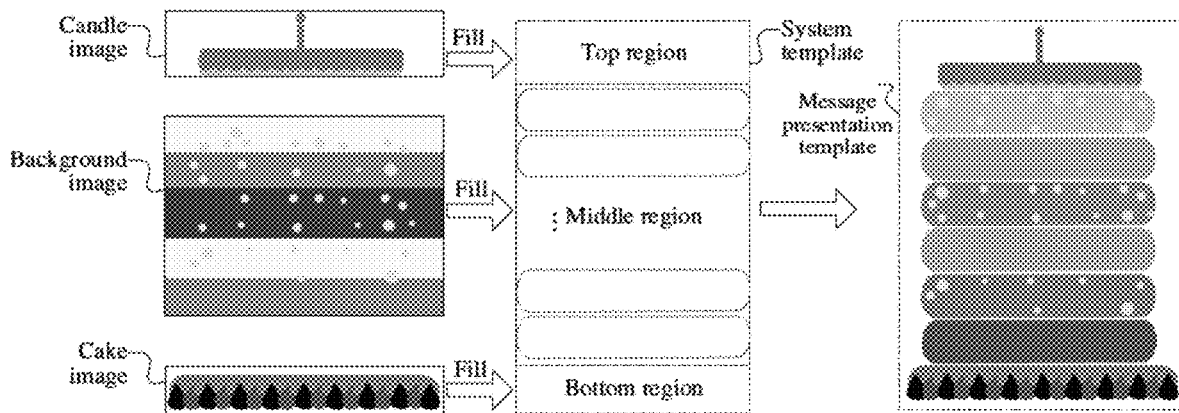 Candle
image
Fill
Top region
System
template
Message
presentation
template
Background
image
Fill
Middle region
Cake
image
Fill
Bottom region